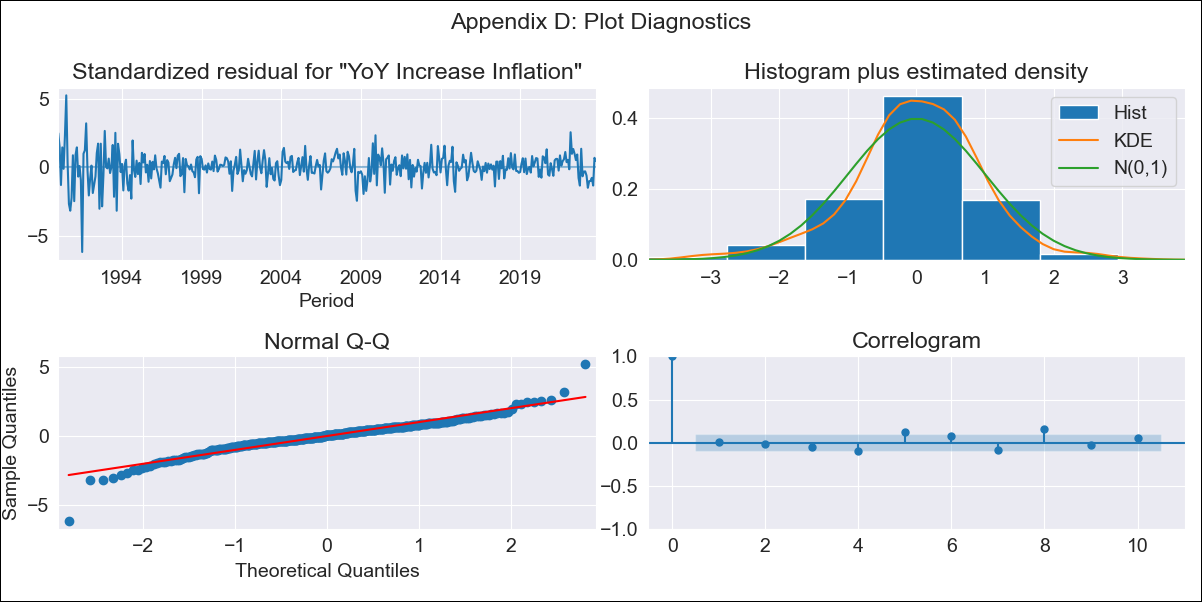 Appendix D: Plot Diagnostics
Standardized residual for "YoY Increase Inflation"
5
0
−5
1994 1999 2004 2009 2014 2019
Period
Histogram plus estimated density
0.4
0.2
0.0
−3 −2 −1 0 1 2 3
Hist
KDE
N(0,1)
Normal Q-Q
Sample Quantiles
5
0
−5
−2 −1 0 1 2
Theoretical Quantiles
Correlogram
1.0
0.5
0.0
−0.5
−1.0
0 2 4 6 8 10